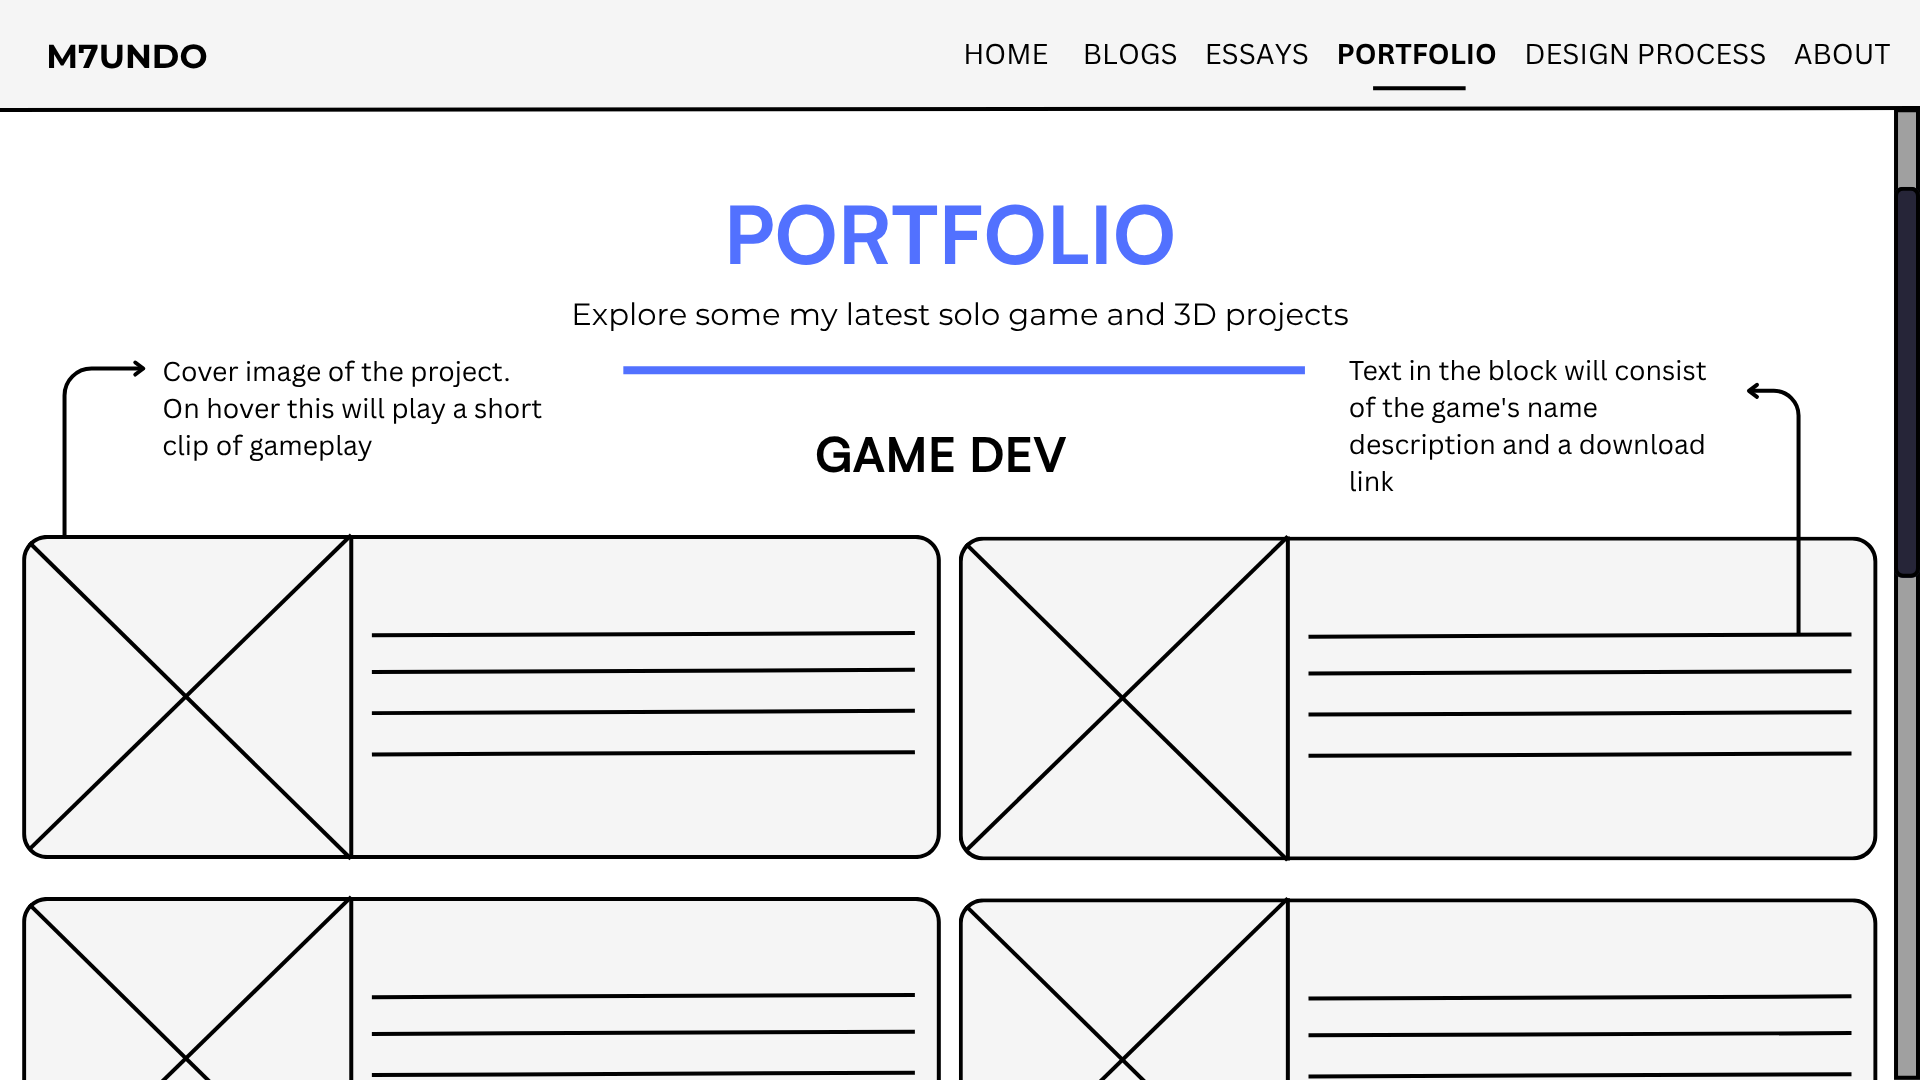 M7UNDO
HOME BLOGS ESSAYS PORTFOLIO DESIGN PROCESS ABOUT
PORTFOLIO
Explore some my latest solo game and 3D projects
Cover image of the project.
On hover this will play a short
clip of gameplay
Text in the block will consist
of the game's name
description and a download
link
GAME DEV